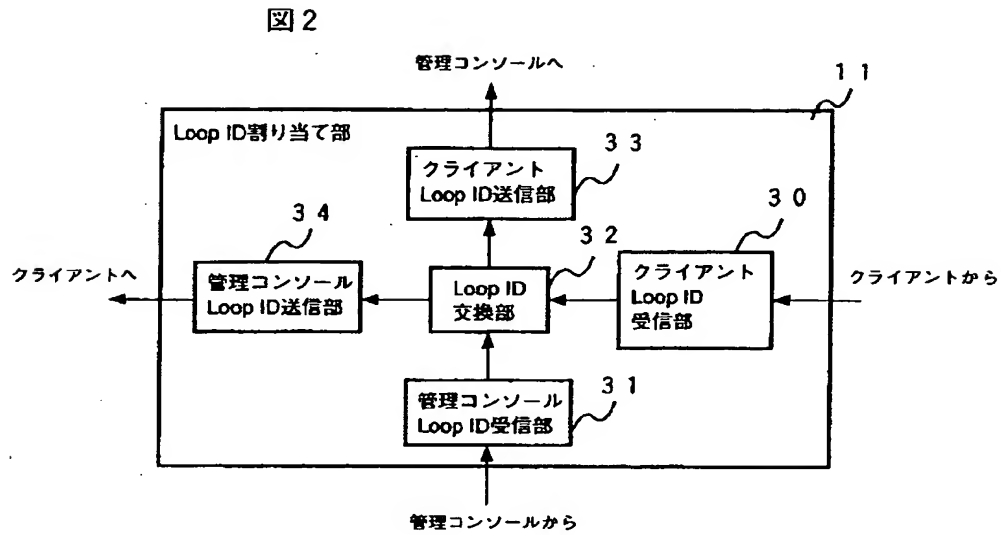 図2
管理コンソールへ
11
Loop ID割り当て部
33
クライアント
Loop ID送信部
34
30
クライアントへ
管理コンソール
Loop ID送信部
32
Loop ID
交換部
クライアント
Loop ID
受信部
クライアントから
31
管理コンソール
Loop ID受信部
管理コンソールから